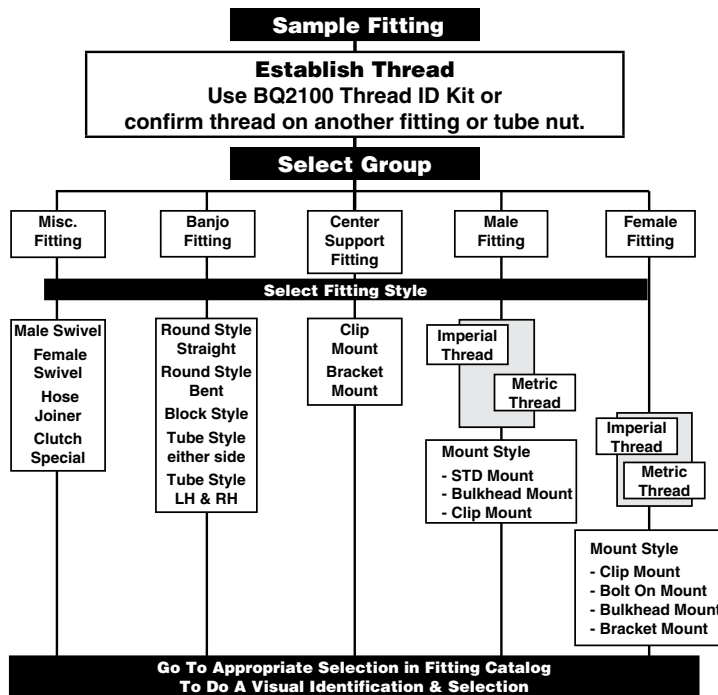 Sample Fitting
Establish Thread
Use BQ2100 Thread ID Kit or
confirm thread on another fitting or tube nut.
Select Group
Misc.
Fitting
Banjo
Fitting
Center
Support
Fitting
Male
Fitting
Female
Fitting
Select Fitting Style
Male Swivel
Female
Swivel
Hose
Joiner
Clutch
Special
Round Style
Straight
Round Style
Bent
Block Style
Tube Style
either side
Tube Style
LH & RH
Clip
Mount
Bracket
Mount
Imperial
Thread
Metric
Thread
Mount Style
- STD Mount
- Bulkhead Mount
- Clip Mount
Imperial
Thread
Metric
Thread
Mount Style
- Clip Mount
- Bolt On Mount
- Bulkhead Mount
- Bracket Mount
Go To Appropriate Selection in Fitting Catalog
To Do A Visual Identification & Selection